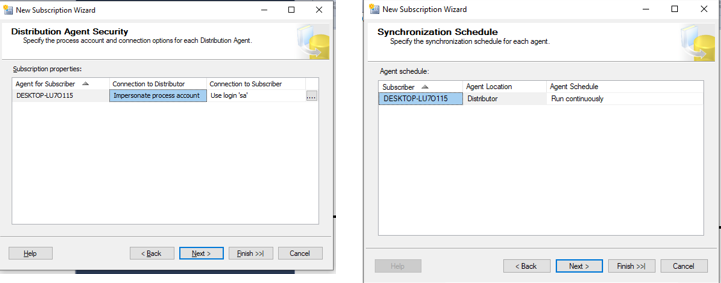 New Subscription Wizard
Distribution Agent Security
Specify the process account and connection options for each Distribution Agent.
Subscription properties:
Agent for Subscriber Connection to Distributor Connection to Subscriber
DESKTOP-LU7O115 Impersonate process account Use login 'sa' ....
Help < Back Next > Finish >>| Cancel
New Subscription Wizard
Synchronization Schedule
Specify the synchronization schedule for each agent.
Agent schedule:
Subscriber Agent Location Agent Schedule
DESKTOP-LU7O115 Distributor Run continuously
Help < Back Next > Finish >>| Cancel